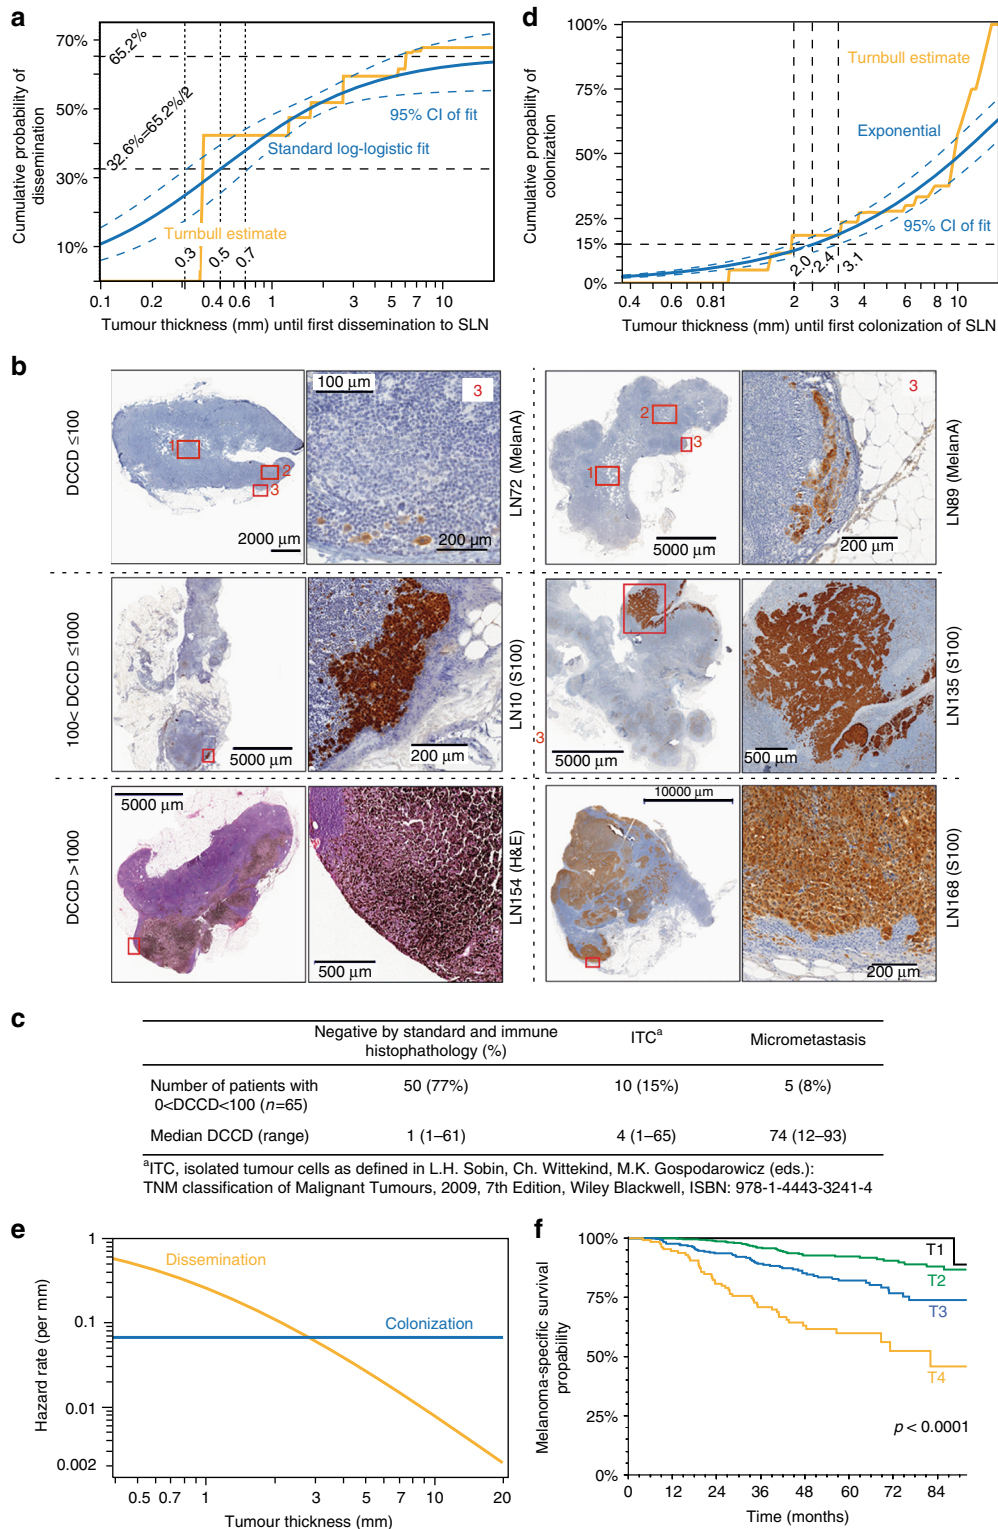 a
Cumulative probability of
dissemination
70%
50%
30%
10%
65.2%
32.6%=65.2%/2
95% CI of fit
Standard log-logistic fit
Turnbull estimate
0.3
0.5
0.7
0.1 0.2 0.4 0.6 1 3 5 7 10
Tumour thickness (mm) until first dissemination to SLN
d
Cumulative probability of
colonization
100%
75%
50%
25%
15%
0%
Turnbull estimate
Exponential
95% CI of fit
2.0
2.4
3.1
0.4 0.6 0.81 2 3 4 6 8 10
Tumour thickness (mm) until first colonization of SLN
b
DCCD ≤100
1
2
3
2000 µm
100 µm
3
200 µm
LN72 (MelanA)
2
3
1
5000 µm
3
200 µm
LN89 (MelanA)
100< DCCD ≤1000
5000 µm
200 µm
LN10 (S100)
3
5000 µm
500 µm
LN135 (S100)
DCCD >1000
5000 µm
500 µm
LN154 (H&E)
10000 µm
200 µm
LN168 (S100)
c
Negative by standard and immune
histophathology (%)
ITCa
Micrometastasis
Number of patients with
0<DCCD<100 (n=65)
50 (77%) 10 (15%) 5 (8%)
Median DCCD (range) 1 (1–61) 4 (1–65) 74 (12–93)
aITC, isolated tumour cells as defined in L.H. Sobin, Ch. Wittekind, M.K. Gospodarowicz (eds.):
TNM classification of Malignant Tumours, 2009, 7th Edition, Wiley Blackwell, ISBN: 978-1-4443-3241-4
e
Hazard rate (per mm)
1
0.1
0.01
0.002
Dissemination
Colonization
0.5 0.7 1 3 5 7 10 20
Tumour thickness (mm)
f
Melanoma-specific survival
propability
100%
75%
50%
25%
0%
T1
T2
T3
T4
p < 0.0001
0 12 24 36 48 60 72 84
Time (months)